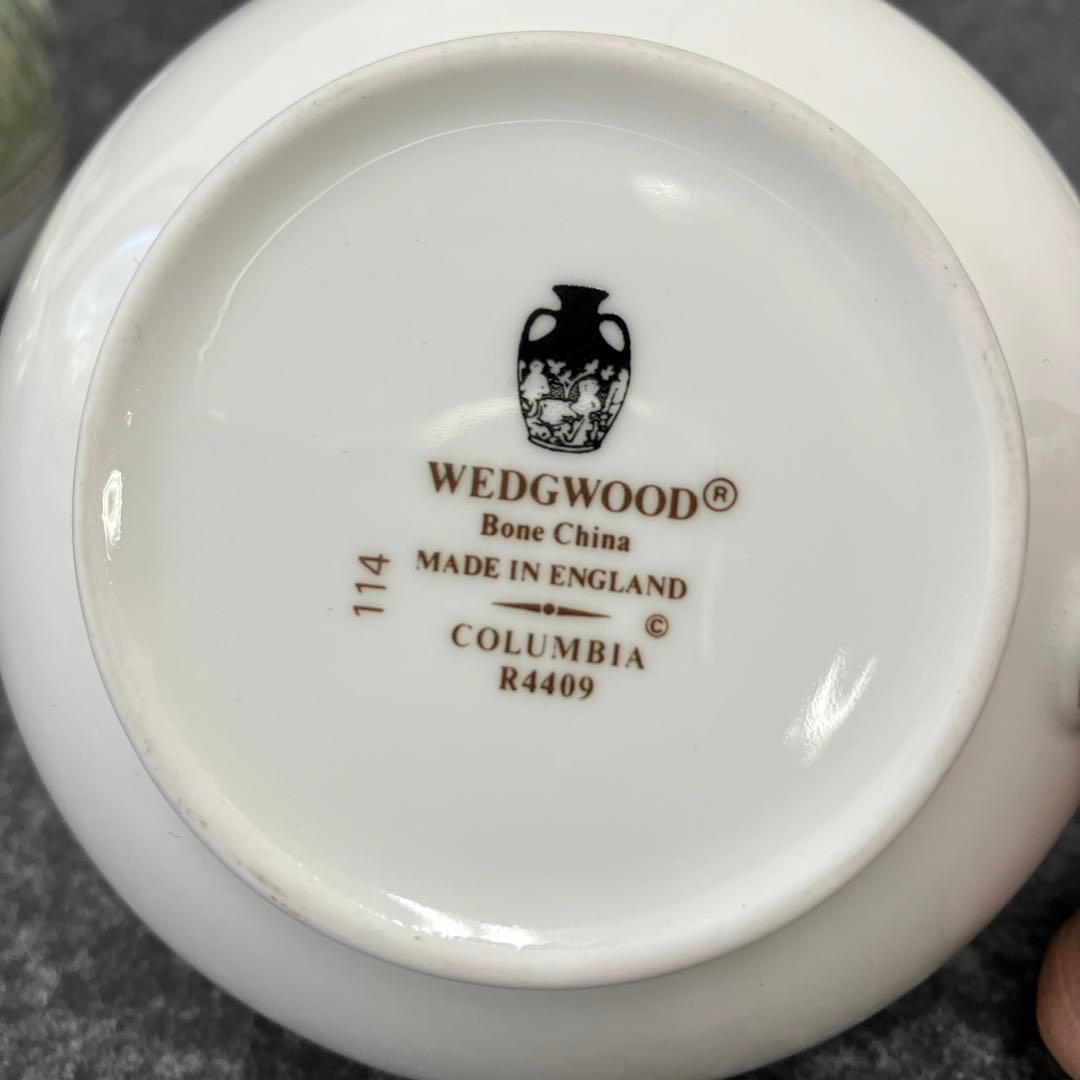 WEDGWOOD®
Bone China
MADE IN ENGLAND
©
COLUMBIA
R4409
114